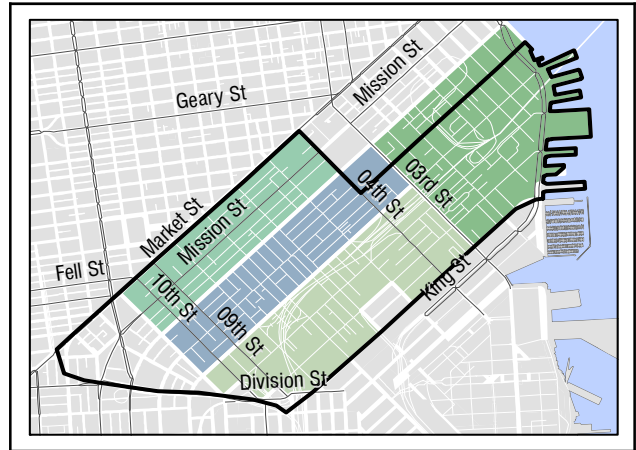 Mission St
Geary St
03rd St
04th St
Market St
Mission St
Fell St
King St
10th St
09th St
Division St